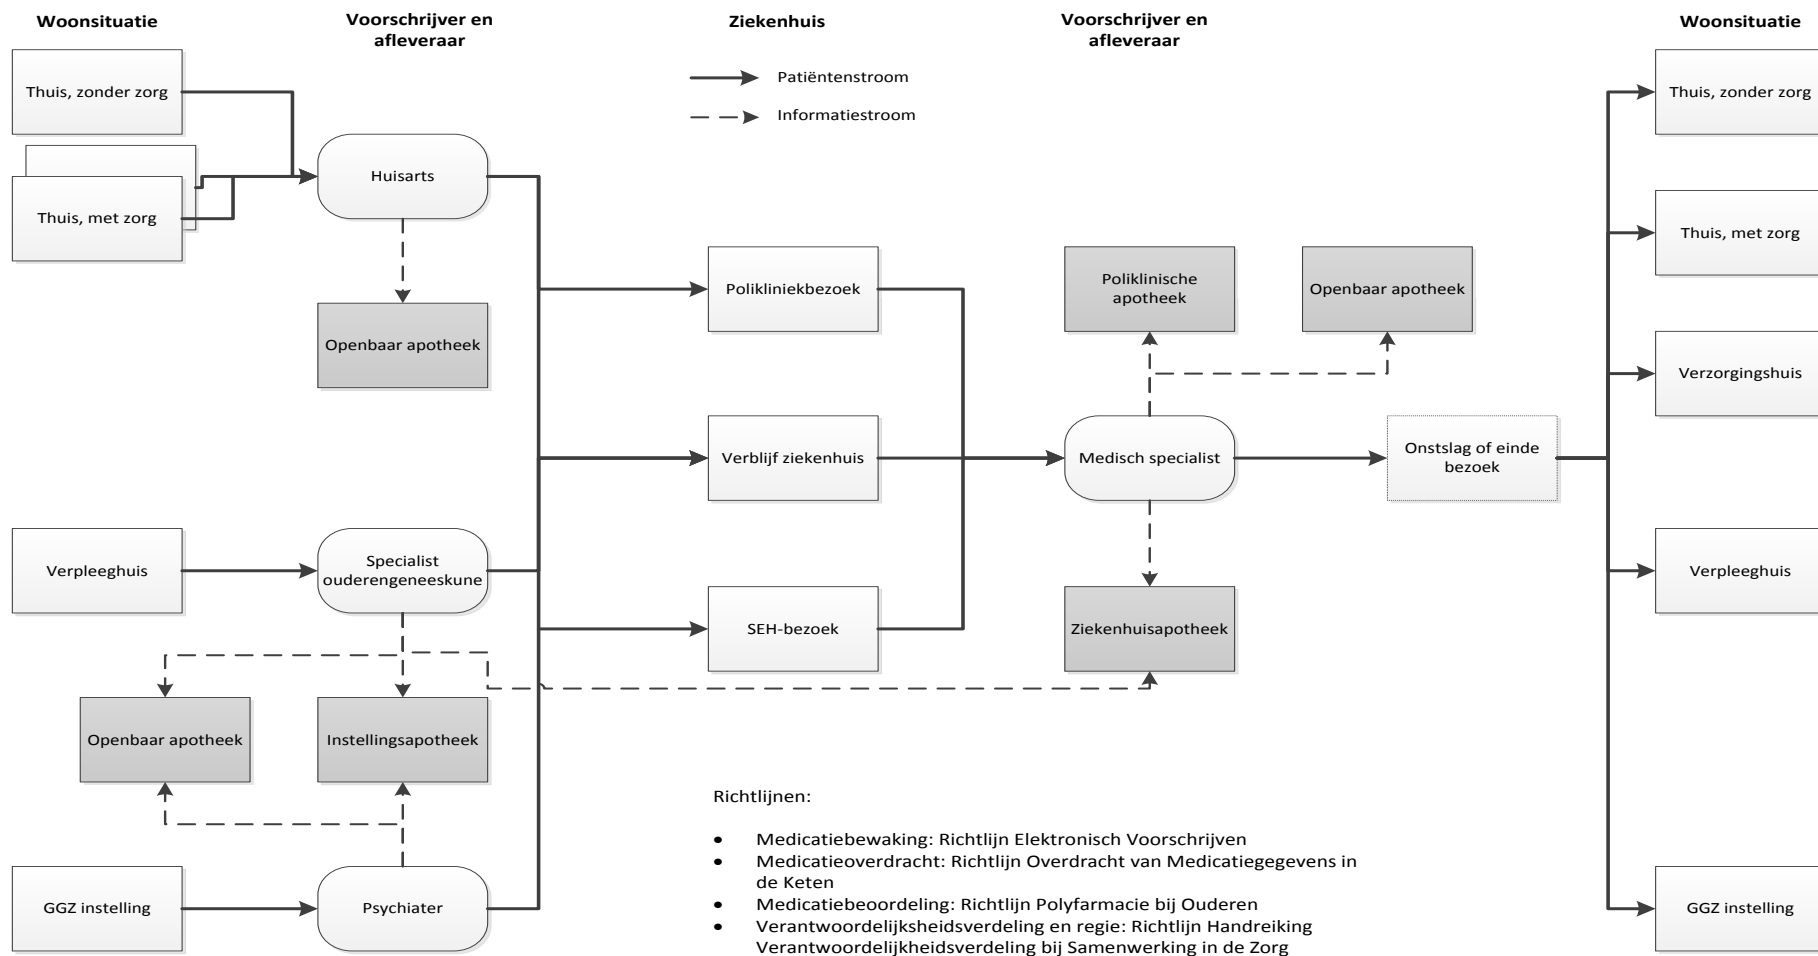 Woonsituatie
Voorschrijver en
afleveraar
Ziekenhuis
Voorschrijver en
afleveraar
Woonsituatie
Patiëntenstroom
Informatiestroom
Thuis, zonder zorg
Thuis, met zorg
Huisarts
Openbaar apotheek
Verpleeghuis
Specialist
ouderengeneeskune
Openbaar apotheek
Instellingsapotheek
GGZ instelling
Psychiater
Polikliniekbezoek
Verblijf ziekenhuis
SEH-bezoek
Poliklinische
apotheek
Openbaar apotheek
Medisch specialist
Ziekenhuisapotheek
Onstslag of einde
bezoek
Thuis, zonder zorg
Thuis, met zorg
Verzorgingshuis
Verpleeghuis
GGZ instelling
Richtlijnen:
• Medicatiebewaking: Richtlijn Elektronisch Voorschrijven
• Medicatieoverdracht: Richtlijn Overdracht van Medicatiegegevens in
de Keten
• Medicatiebeoordeling: Richtlijn Polyfarmacie bij Ouderen
• Verantwoordelijksheidsverdeling en regie: Richtlijn Handreiking
Verantwoordelijkheidsverdeling bij Samenwerking in de Zorg